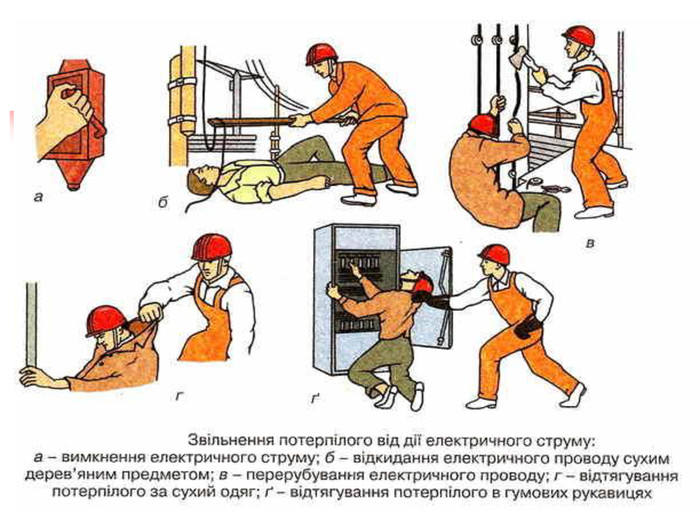 а
б
в
г
ґ
Звільнення потерпілого від дії електричного струму:
а – вимкнення електричного струму; б – відкидання електричного проводу сухим
дерев’яним предметом; в – перерубування електричного проводу; г – відтягування
потерпілого за сухий одяг; ґ – відтягування потерпілого в гумових рукавицях